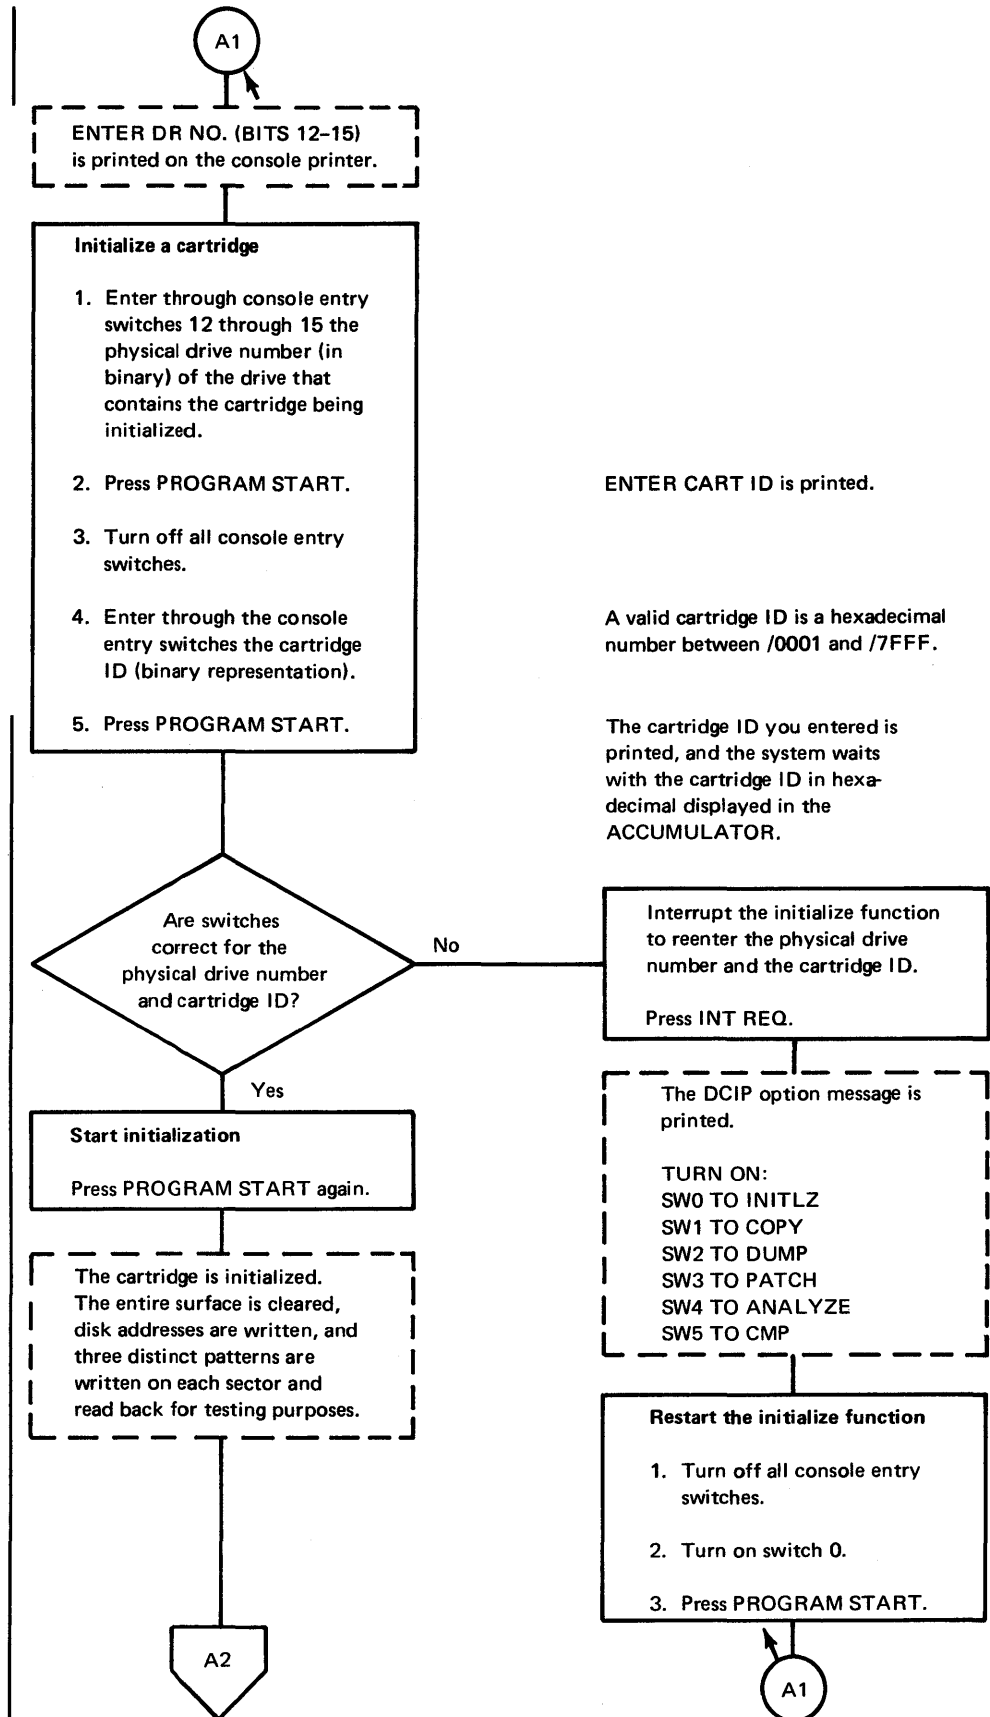 A1
ENTER DR NO. (BITS 12-15)
is printed on the console printer.
Initialize a cartridge
1. Enter through console entry
switches 12 through 15 the
physical drive number (in
binary) of the drive that
contains the cartridge being
initialized.
2. Press PROGRAM START.
ENTER CART ID is printed.
3. Turn off all console entry
switches.
4. Enter through the console
entry switches the cartridge
ID (binary representation).
A valid cartridge ID is a hexadecimal
number between /0001 and /7FFF.
5. Press PROGRAM START.
The cartridge ID you entered is
printed, and the system waits
with the cartridge ID in hexa-
decimal displayed in the
ACCUMULATOR.
Are switches
correct for the
physical drive number
and cartridge ID?
No
Interrupt the initialize function
to reenter the physical drive
number and the cartridge ID.
Press INT REQ.
Yes
Start initialization
Press PROGRAM START again.
The DCIP option message is
printed.
TURN ON:
SW0 TO INITLZ
SW1 TO COPY
SW2 TO DUMP
SW3 TO PATCH
SW4 TO ANALYZE
SW5 TO CMP
The cartridge is initialized.
The entire surface is cleared,
disk addresses are written, and
three distinct patterns are
written on each sector and
read back for testing purposes.
Restart the initialize function
1. Turn off all console entry
switches.
2. Turn on switch 0.
3. Press PROGRAM START.
A2
A1